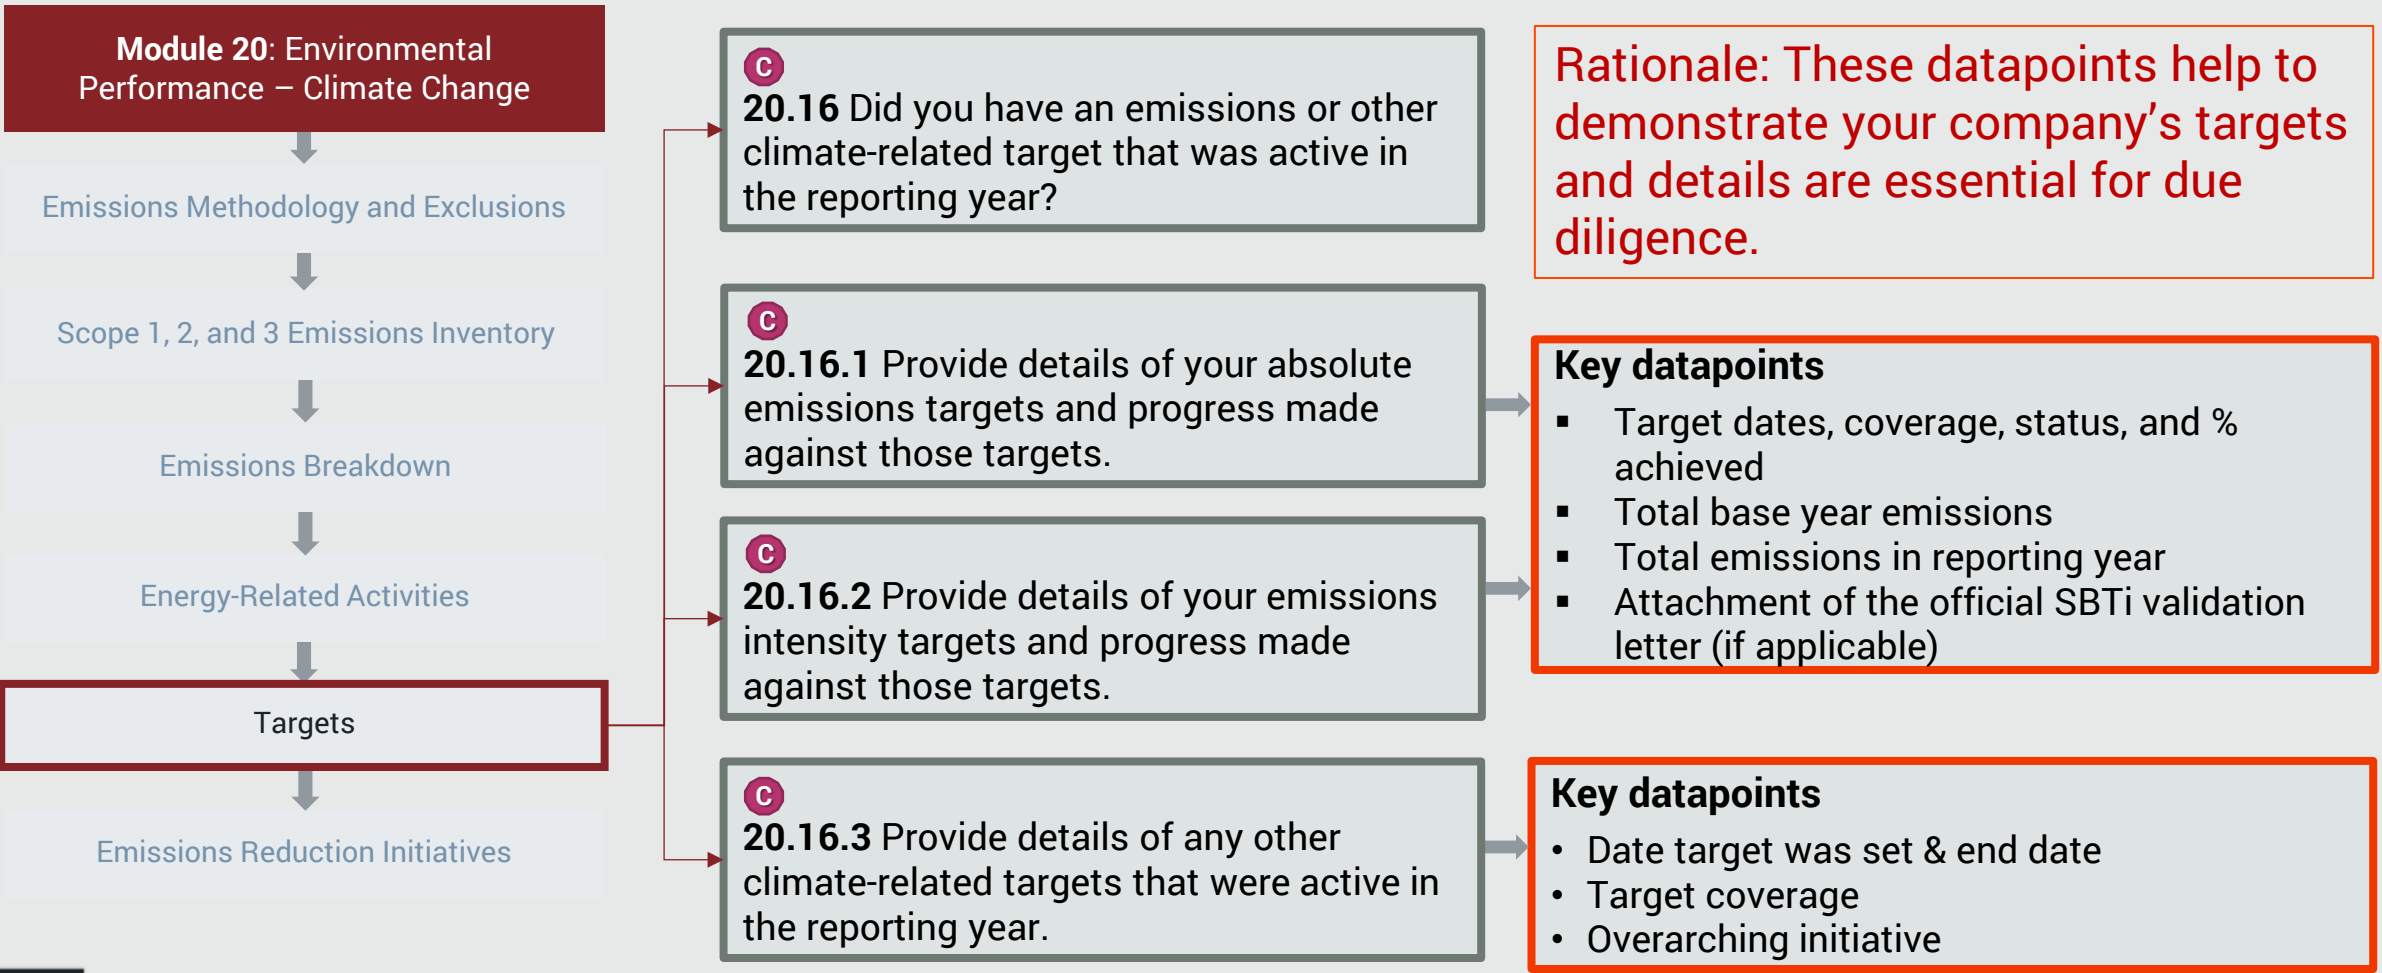 Module 20: Environmental
Performance – Climate Change
Emissions Methodology and Exclusions
Scope 1, 2, and 3 Emissions Inventory
Emissions Breakdown
Energy-Related Activities
Targets
Emissions Reduction Initiatives
C
20.16 Did you have an emissions or other
climate-related target that was active in
the reporting year?
C
20.16.1 Provide details of your absolute
emissions targets and progress made
against those targets.
C
20.16.2 Provide details of your emissions
intensity targets and progress made
against those targets.
C
20.16.3 Provide details of any other
climate-related targets that were active in
the reporting year.
Rationale: These datapoints help to
demonstrate your company’s targets
and details are essential for due
diligence.
Key datapoints
▪ Target dates, coverage, status, and %
achieved
▪ Total base year emissions
▪ Total emissions in reporting year
▪ Attachment of the official SBTi validation
letter (if applicable)
Key datapoints
• Date target was set & end date
• Target coverage
• Overarching initiative